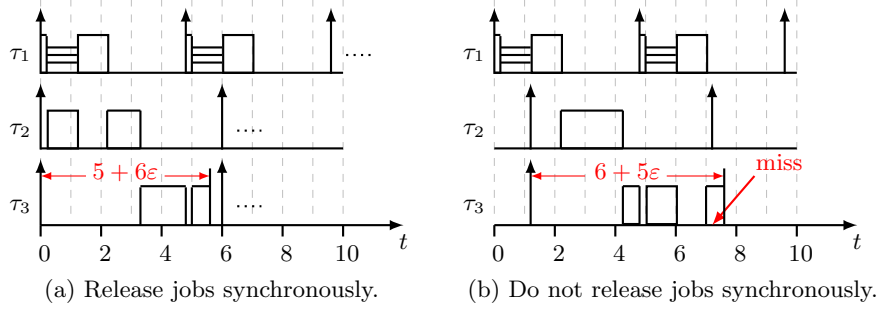 τ1
....
τ2
....
5 + 6ε
τ3
....
0 2 4 6 8 10 t
(a) Release jobs synchronously.
τ1
τ2
6 + 5ε
miss
τ3
0 2 4 6 8 10 t
(b) Do not release jobs synchronously.